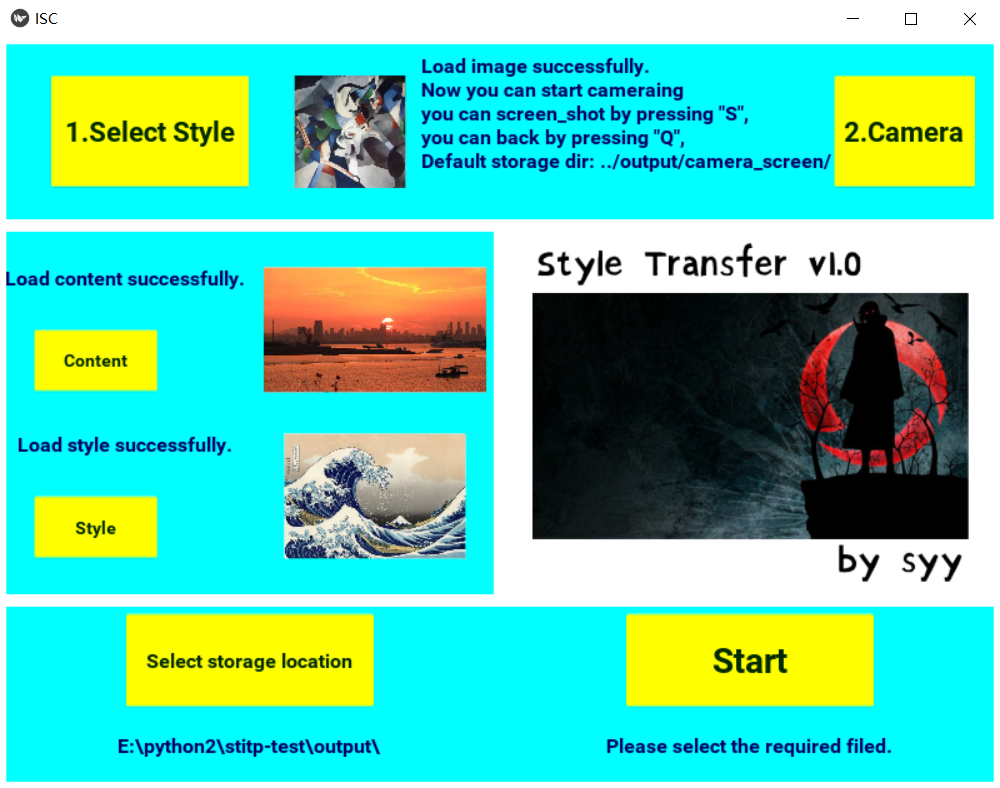 ISC
1.Select Style
Load image successfully.
Now you can start cameraing
you can screen_shot by pressing "S",
you can back by pressing "Q",
Default storage dir: ../output/camera_screen/
2.Camera
Load content successfully.
Content
Load style successfully.
Style
Style Transfer v1.0
by syy
Select storage location
E:\python2\stitp-test\output\
Start
Please select the required filed.